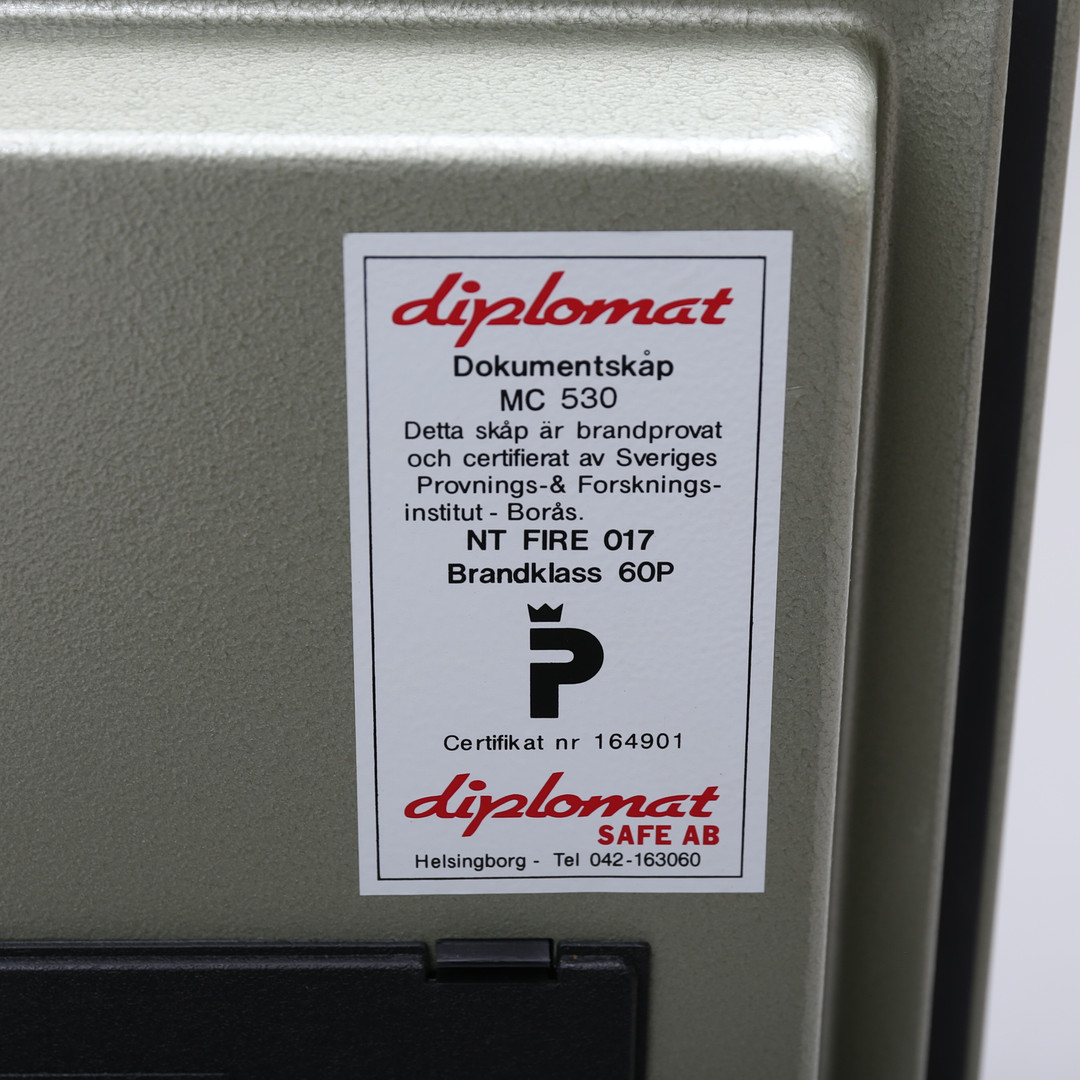 diplomat
Dokumentskåp
MC 530
Detta skåp är brandprovat
och certifierat av Sveriges
Provnings-& Forsknings-
institut - Borås.
NT FIRE 017
Brandklass 60P
P
Certifikat nr 164901
diplomat
SAFE AB
Helsingborg - Tel 042-163060